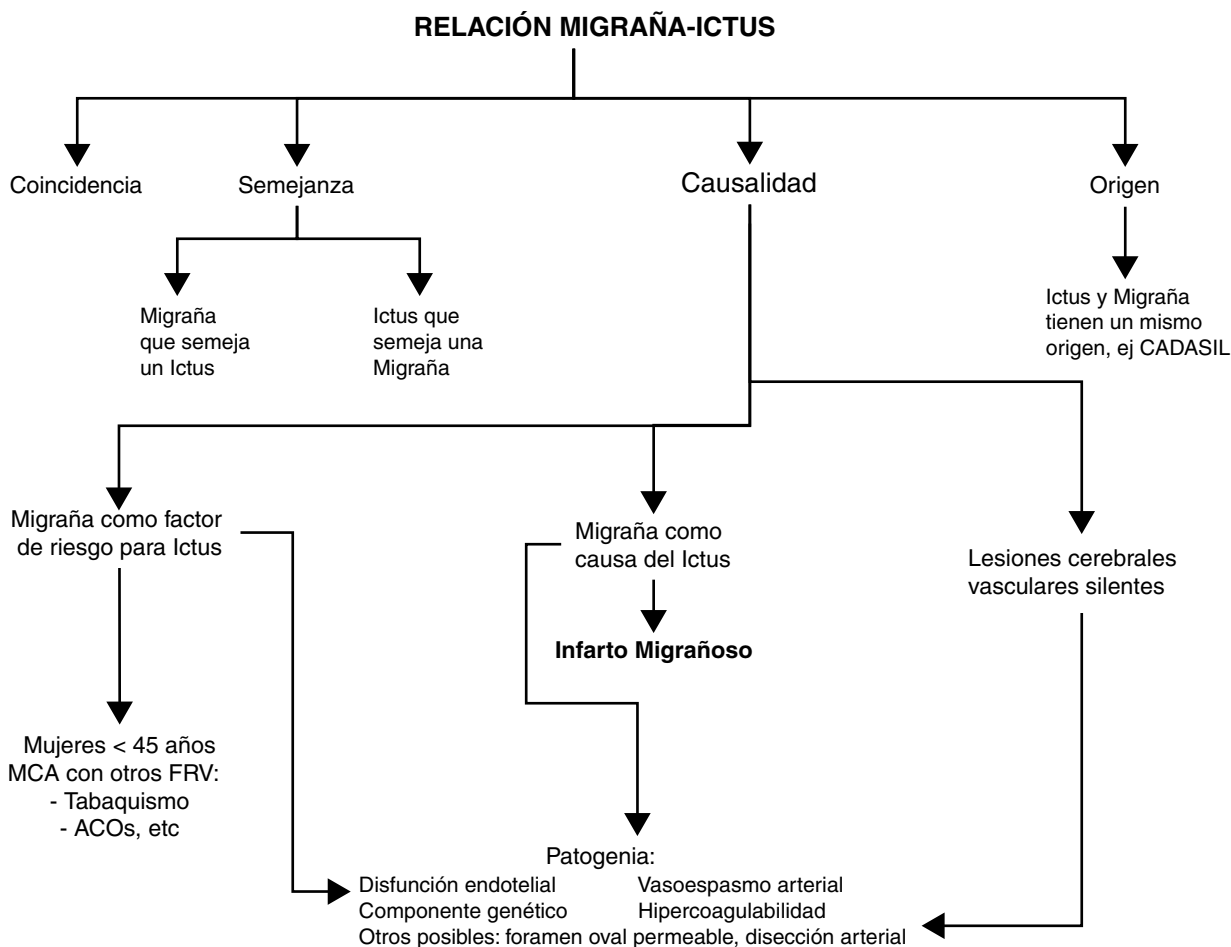 RELACIÓN MIGRAÑA-ICTUS
Coincidencia
Semejanza
Causalidad
Origen
Migraña
que semeja
un Ictus
Ictus que
semeja una
Migraña
Ictus y Migraña
tienen un mismo
origen, ej CADASIL
Migraña como factor
de riesgo para Ictus
Migraña como
causa del Ictus
Lesiones cerebrales
vasculares silentes
Infarto Migrañoso
Mujeres < 45 años
MCA con otros FRV:
- Tabaquismo
- ACOs, etc
Patogenia:
Disfunción endotelial Vasoespasmo arterial
Componente genético Hipercoagulabilidad
Otros posibles: foramen oval permeable, disección arterial